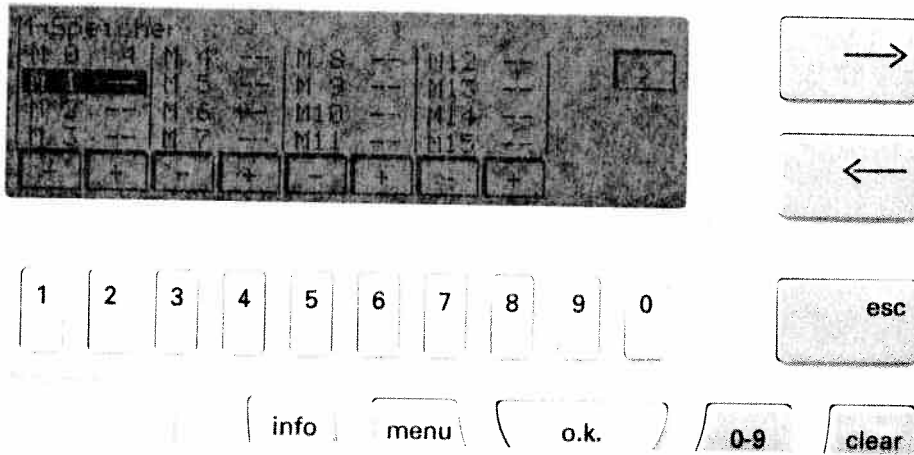 M-Speicher
M 0 1 M 4 -- M 8 -- M12 --
-- M 5 -- M 9 -- M13 --
M 2 -- M 6 -- M10 -- M14 --
M 3 -- M 7 -- M11 -- M15 --
- + - + - + - +
→
←
1 2 3 4 5 6 7 8 9 0 esc
info menu o.k. 0-9 clear